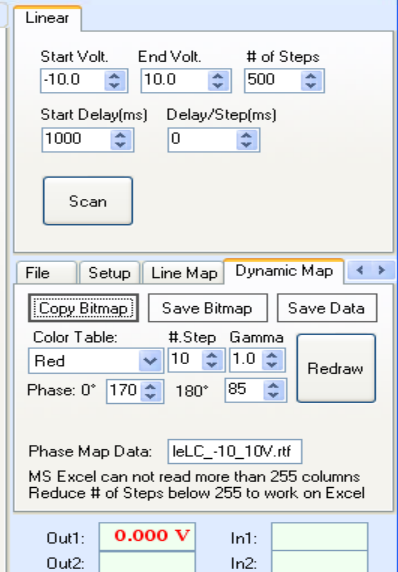 Linear
Start Volt. End Volt. # of Steps
-10.0 10.0 500
Start Delay(ms) Delay/Step(ms)
1000 0
Scan
File Setup Line Map Dynamic Map
Copy Bitmap Save Bitmap Save Data
Color Table: #.Step Gamma
Red 10 1.0
Redraw
Phase: 0° 170 180° 85
Phase Map Data: leLC_-10_10V.rtf
MS Excel can not read more than 255 columns
Reduce # of Steps below 255 to work on Excel
Out1: 0.000 V In1:
Out2: In2: